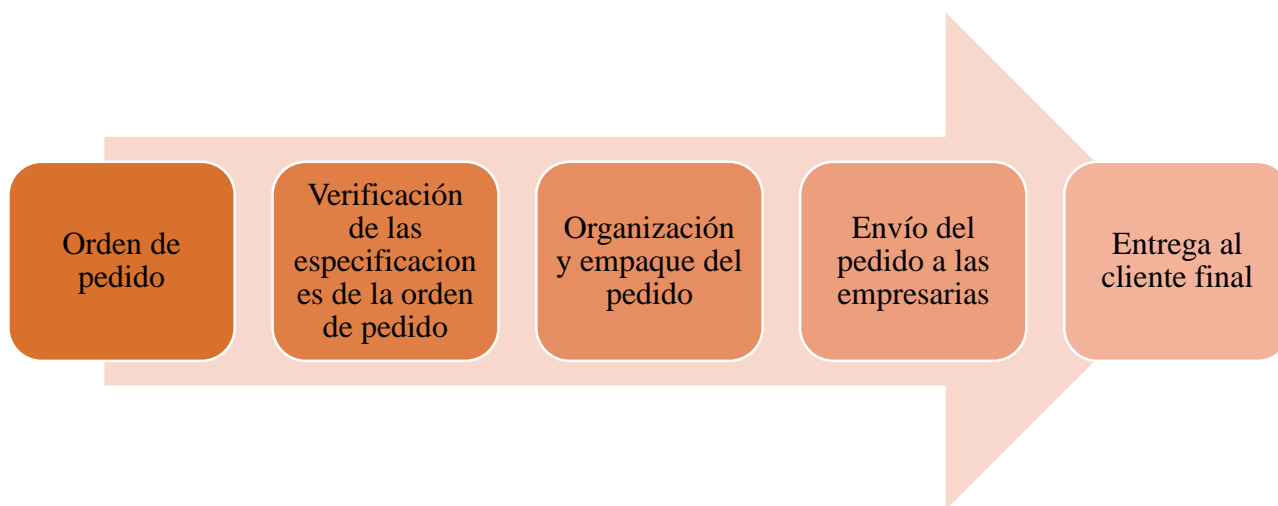 Orden de
pedido
Verificación
de las
especificacion
es de la orden
de pedido
Organización
y empaque del
pedido
Envío del
pedido a las
empresarias
Entrega al
cliente final